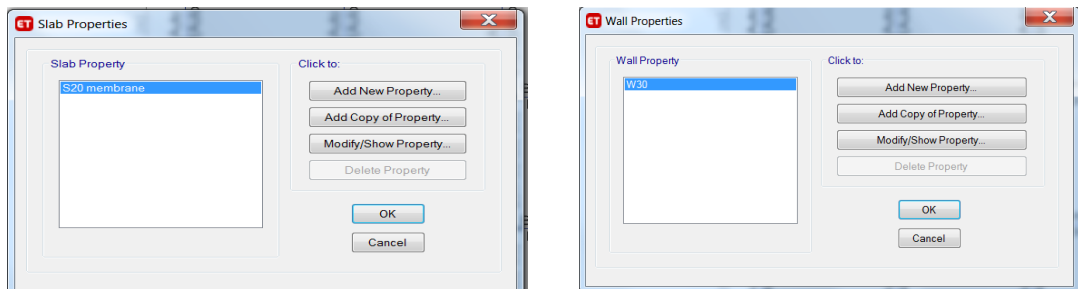 ET Slab Properties
Slab Property
S20 membrane
Click to:
Add New Property...
Add Copy of Property...
Modify/Show Property...
Delete Property
OK
Cancel
ET Wall Properties
Wall Property
W30
Click to:
Add New Property...
Add Copy of Property...
Modify/Show Property...
Delete Property
OK
Cancel